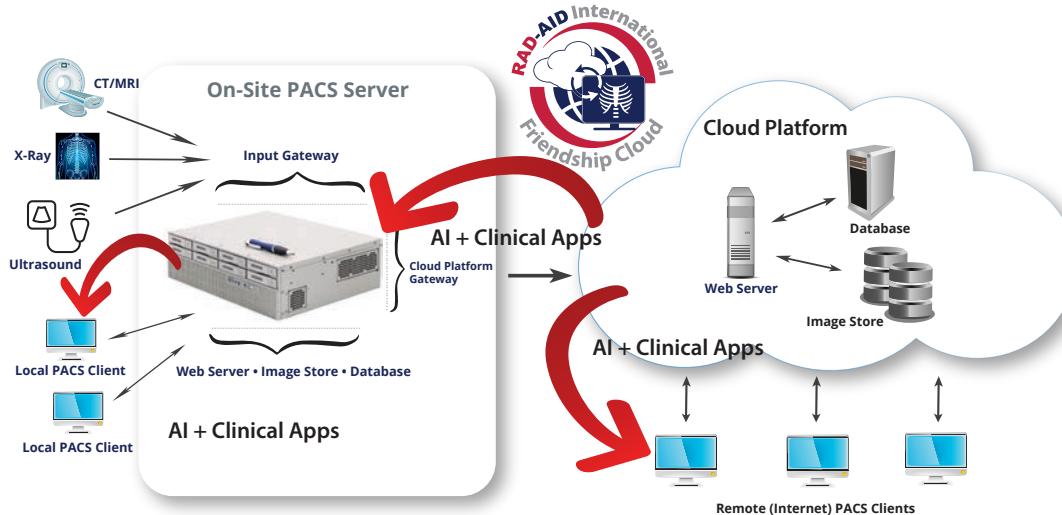 RAD-AID International
Friendship Cloud
CT/MRI
On-Site PACS Server
X-Ray
Input Gateway
Ultrasound
Cloud Platform
Gateway
Local PACS Client
Web Server • Image Store • Database
Local PACS Client
AI + Clinical Apps
AI + Clinical Apps
Cloud Platform
Database
Web Server
Image Store
AI + Clinical Apps
Remote (Internet) PACS Clients